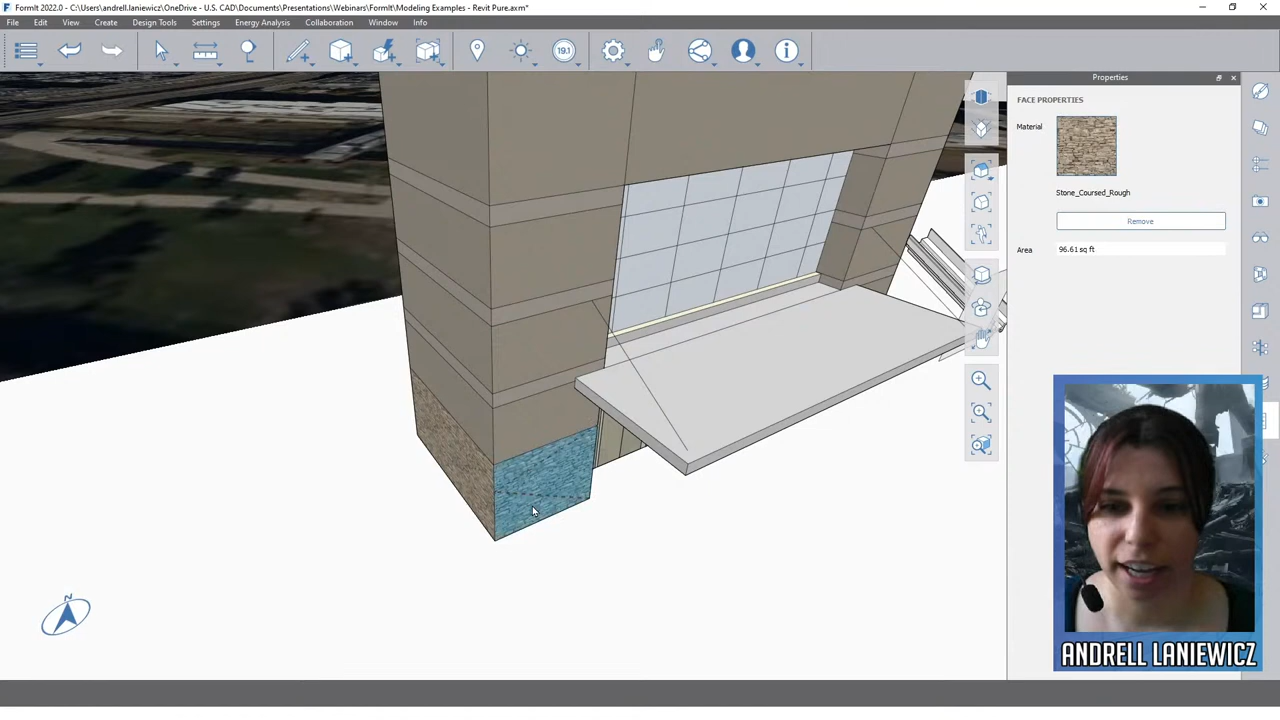 FormIt 2022.0 - C:\Users\andrell.laniewicz\OneDrive - U.S. CAD\Documents\Presentations\Webinars\FormIt\Modeling Examples - Revit Pure.axm*
File Edit View Create Design Tools Settings Energy Analysis Collaboration Window Info
19.1
Properties
FACE PROPERTIES
Material
Stone_Coursed_Rough
Remove
Area 96.61 sq ft
N
ANDRELL LANIEWICZ